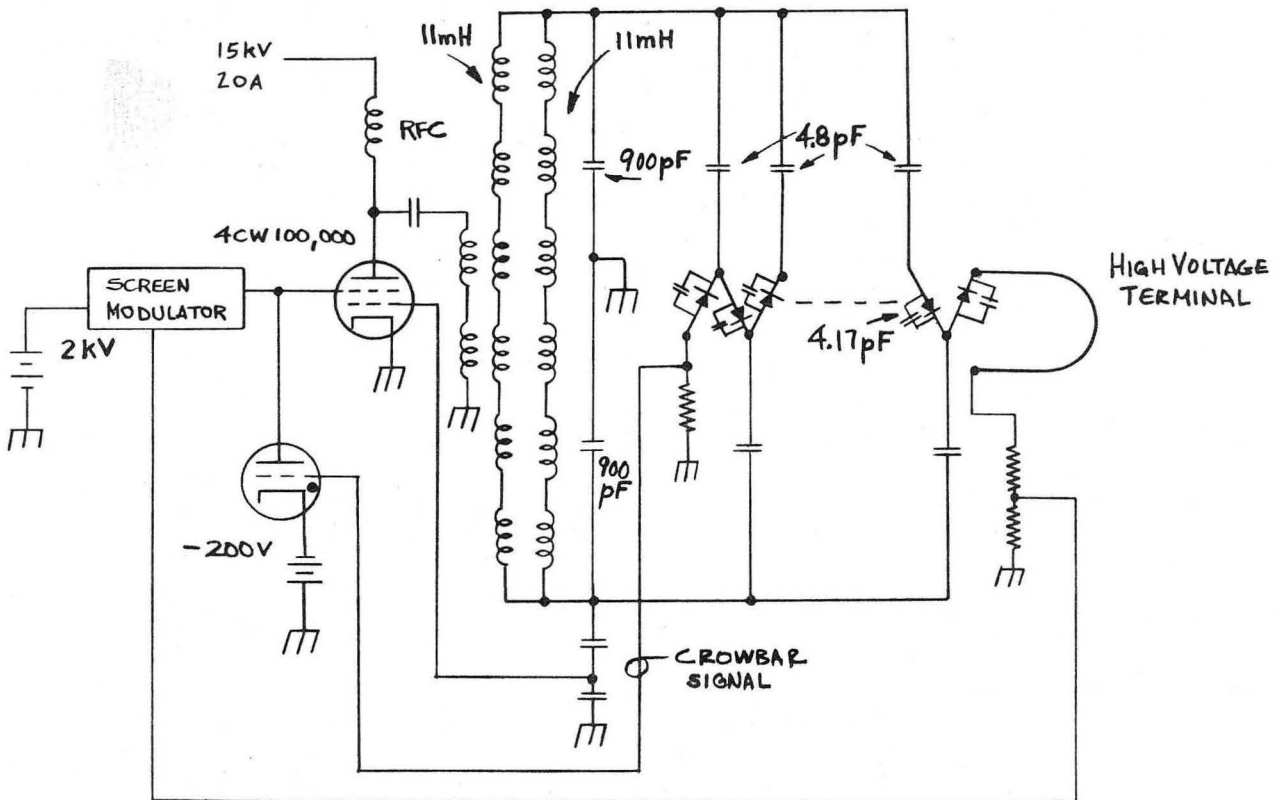 11mH
11mH
15kV
20A
RFC
900pF
4.8pF
4CW100,000
SCREEN
MODULATOR
HIGH VOLTAGE
TERMINAL
2kV
4.17pF
900
pF
-200V
CROWBAR
SIGNAL